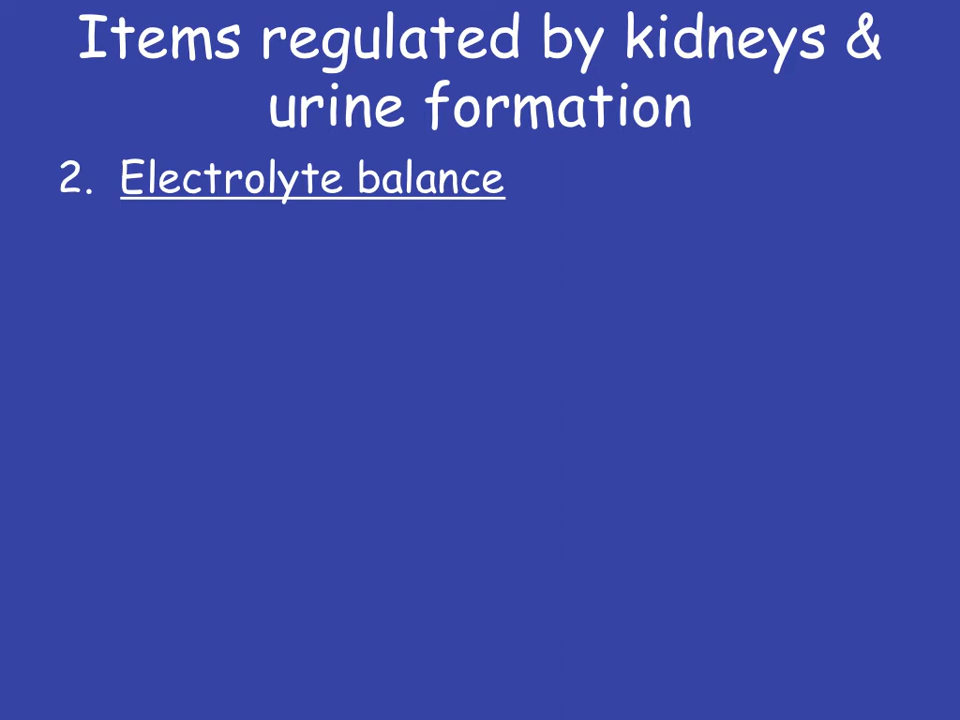 Items regulated by kidneys &
urine formation
2. Electrolyte balance